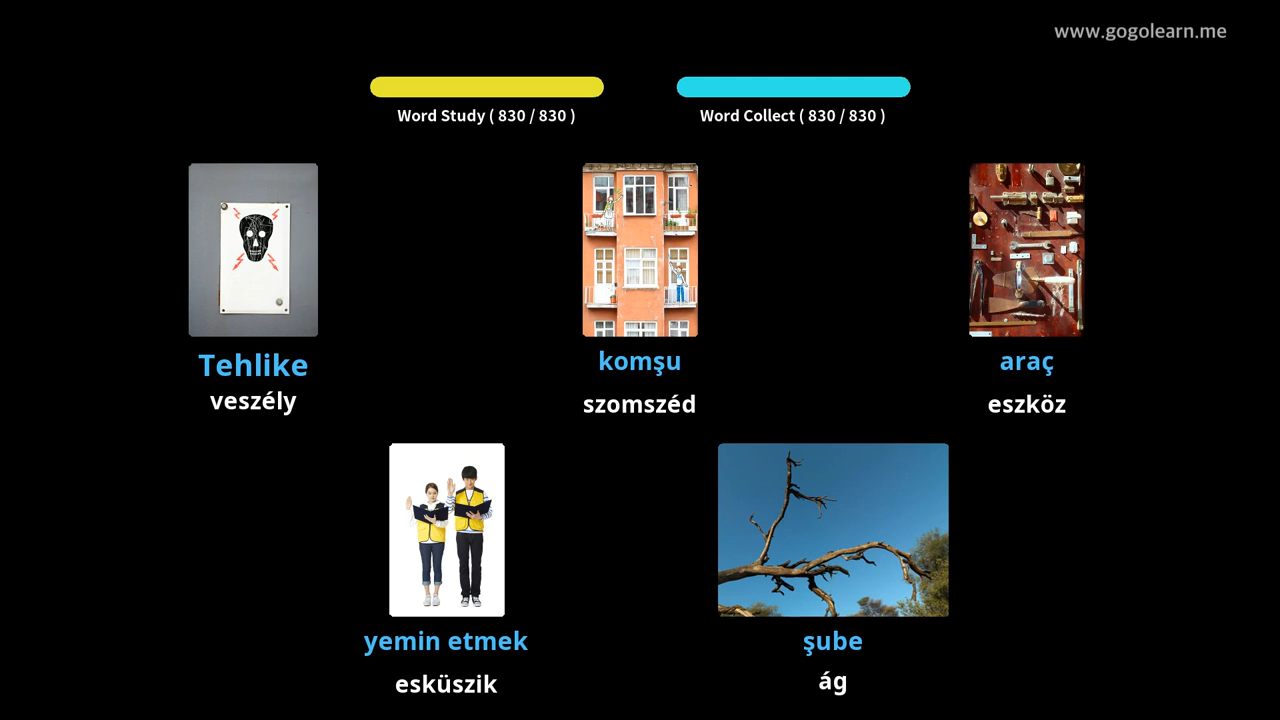 www.gogolearn.me
Word Study ( 830 / 830 )
Word Collect ( 830 / 830 )
Tehlike
veszély
komşu
szomszéd
araç
eszköz
yemin etmek
esküszik
şube
ág